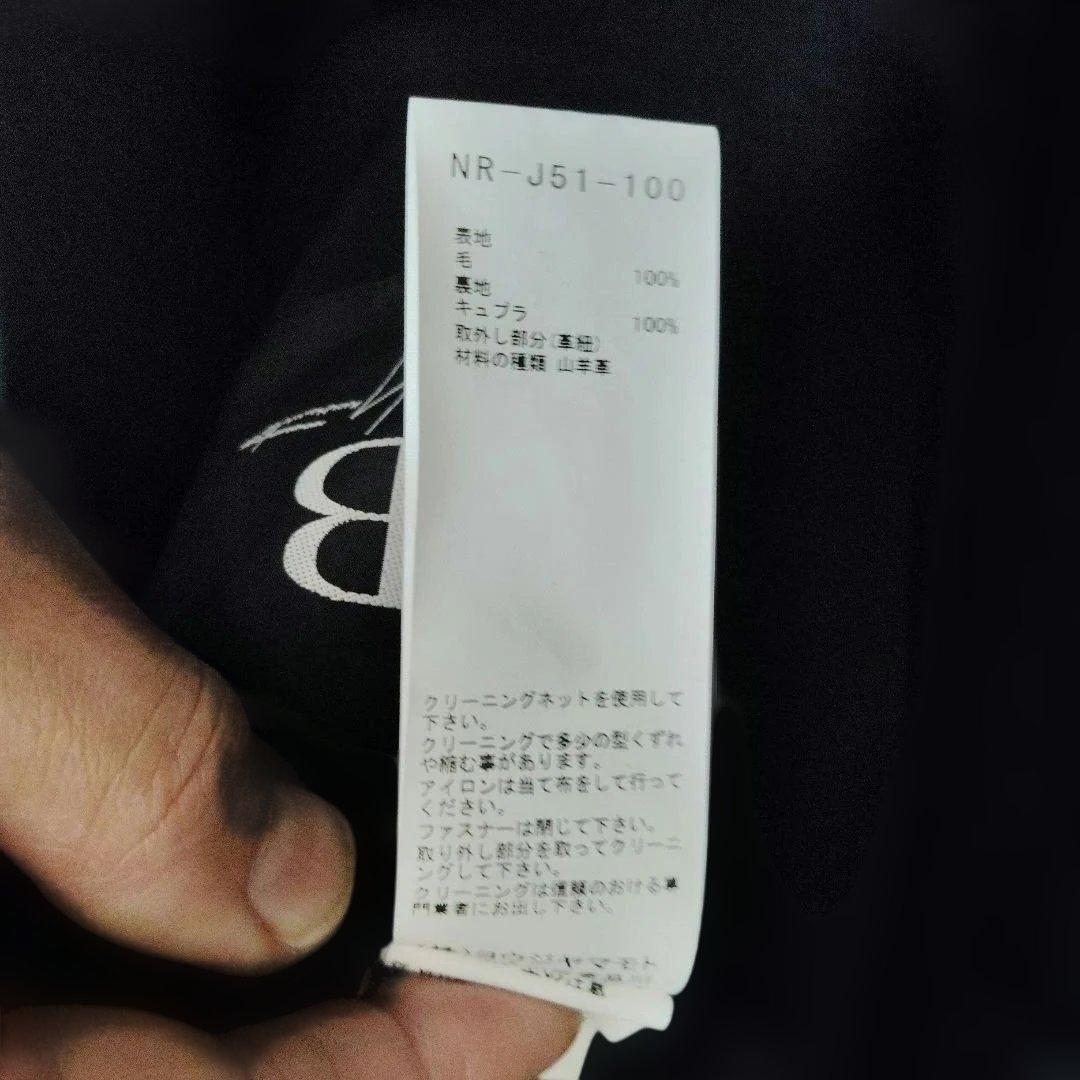 NR-J51-100
表地
毛 100%
裏地
キュプラ 100%
取外し部分(革紐)
材料の種類 山羊革
B
クリーニングネットを使用して
下さい。
クリーニングで多少の型くずれ
や縮む事があります。
アイロンは当て布をして行って
ください。
ファスナーは閉じて下さい。
取り外し部分を取ってクリーニ
ングして下さい。
クリーニングは信頼のおける専
門業者にお出し下さい。
ヨウジヤマモト